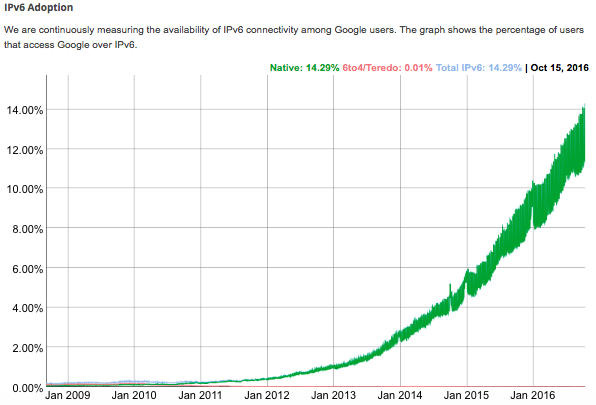 IPv6 Adoption
We are continuously measuring the availability of IPv6 connectivity among Google users. The graph shows the percentage of users
that access Google over IPv6.
Native: 14.29% 6to4/Teredo: 0.01% Total IPv6: 14.29% | Oct 15, 2016
14.00%
12.00%
10.00%
8.00%
6.00%
4.00%
2.00%
0.00%
Jan 2009 Jan 2010 Jan 2011 Jan 2012 Jan 2013 Jan 2014 Jan 2015 Jan 2016